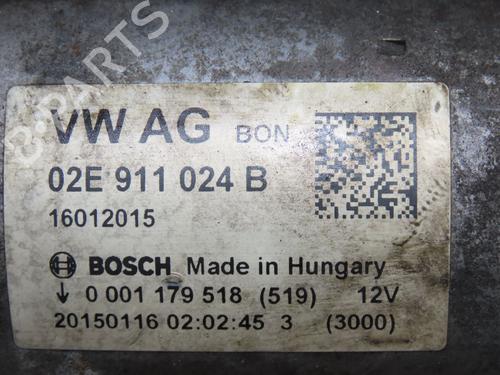 VW AG BON
02E 911 024 B
16012015
BOSCH Made in Hungary
0 001 179 518 (519) 12V
20150116 02:02:45 3 (3000)
B-PARTS